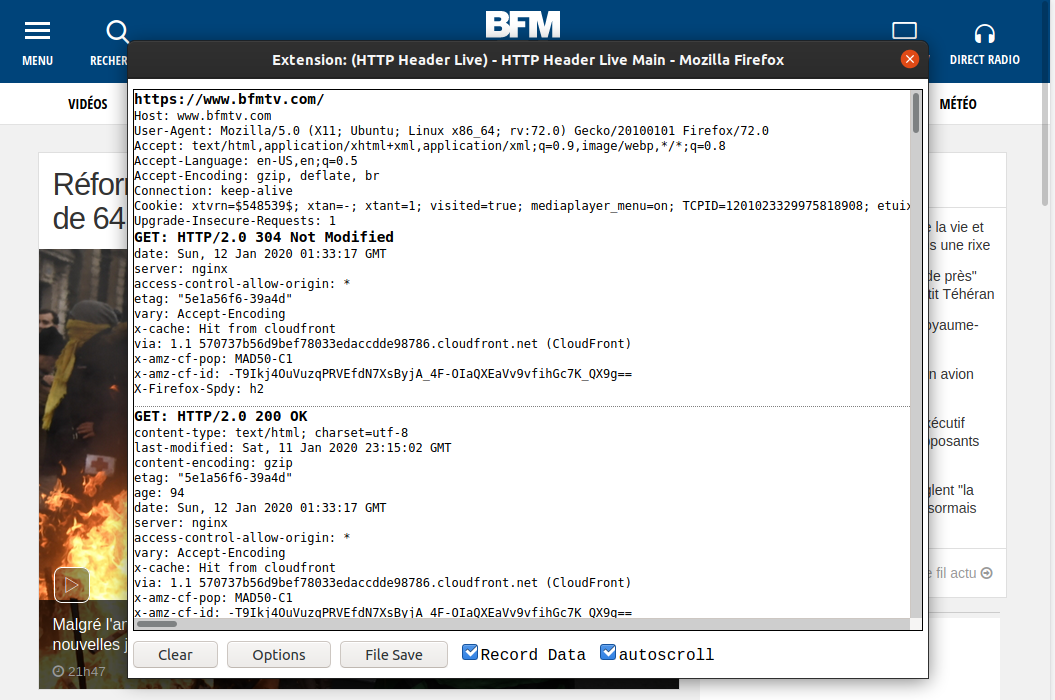 BFM
MENU
RECHER
DIRECT RADIO
Extension: (HTTP Header Live) - HTTP Header Live Main - Mozilla Firefox
VIDÉOS
MÉTÉO
https://www.bfmtv.com/
Host: www.bfmtv.com
User-Agent: Mozilla/5.0 (X11; Ubuntu; Linux x86_64; rv:72.0) Gecko/20100101 Firefox/72.0
Accept: text/html,application/xhtml+xml,application/xml;q=0.9,image/webp,*/*;q=0.8
Accept-Language: en-US,en;q=0.5
Accept-Encoding: gzip, deflate, br
Connection: keep-alive
Cookie: xtvrn=$548539$; xtan=-; xtant=1; visited=true; mediaplayer_menu=on; TCPID=1201023329975818908; etuix
Upgrade-Insecure-Requests: 1
GET: HTTP/2.0 304 Not Modified
date: Sun, 12 Jan 2020 01:33:17 GMT
server: nginx
access-control-allow-origin: *
etag: "5e1a56f6-39a4d"
vary: Accept-Encoding
x-cache: Hit from cloudfront
via: 1.1 570737b56d9bef78033edaccdde98786.cloudfront.net (CloudFront)
x-amz-cf-pop: MAD50-C1
x-amz-cf-id: -T9Ikj4OuVuzqPRVEfdN7XsByjA_4F-OIaQXEaVv9vfihGc7K_QX9g==
X-Firefox-Spdy: h2
GET: HTTP/2.0 200 OK
content-type: text/html; charset=utf-8
last-modified: Sat, 11 Jan 2020 23:15:02 GMT
content-encoding: gzip
etag: "5e1a56f6-39a4d"
age: 94
date: Sun, 12 Jan 2020 01:33:17 GMT
server: nginx
access-control-allow-origin: *
vary: Accept-Encoding
x-cache: Hit from cloudfront
via: 1.1 570737b56d9bef78033edaccdde98786.cloudfront.net (CloudFront)
x-amz-cf-pop: MAD50-C1
x-amz-cf-id: -T9Ikj4OuVuzqPRVEfdN7XsByjA_4F-OIaQXEaVv9vfihGc7K_QX9g==
Clear
Options
File Save
Record Data
autoscroll
Réfor
de 64
Malgré l'ar
nouvelles j
21h47
la vie et
s une rixe
de près"
tit Téhéran
oyaume-
n avion
xécutif
pposants
glent "la
sormais
fil actu